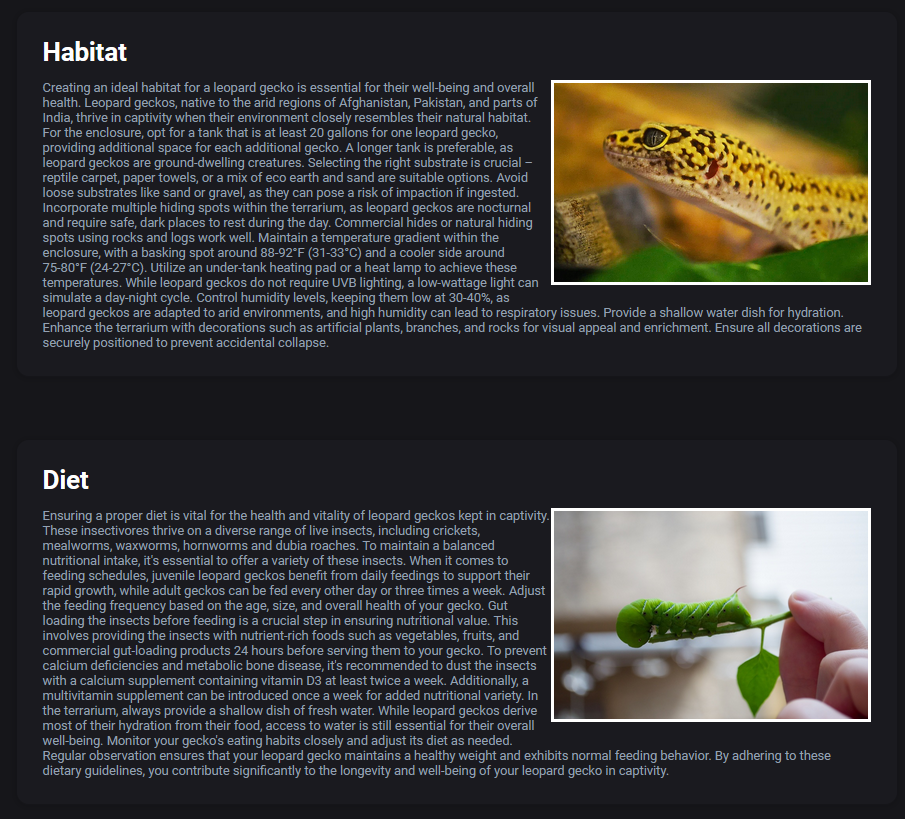 Habitat
Creating an ideal habitat for a leopard gecko is essential for their well-being and overall
health. Leopard geckos, native to the arid regions of Afghanistan, Pakistan, and parts of
India, thrive in captivity when their environment closely resembles their natural habitat.
For the enclosure, opt for a tank that is at least 20 gallons for one leopard gecko,
providing additional space for each additional gecko. A longer tank is preferable, as
leopard geckos are ground-dwelling creatures. Selecting the right substrate is crucial –
reptile carpet, paper towels, or a mix of eco earth and sand are suitable options. Avoid
loose substrates like sand or gravel, as they can pose a risk of impaction if ingested.
Incorporate multiple hiding spots within the terrarium, as leopard geckos are nocturnal
and require safe, dark places to rest during the day. Commercial hides or natural hiding
spots using rocks and logs work well. Maintain a temperature gradient within the
enclosure, with a basking spot around 88-92°F (31-33°C) and a cooler side around
75-80°F (24-27°C). Utilize an under-tank heating pad or a heat lamp to achieve these
temperatures. While leopard geckos do not require UVB lighting, a low-wattage light can
simulate a day-night cycle. Control humidity levels, keeping them low at 30-40%, as
leopard geckos are adapted to arid environments, and high humidity can lead to respiratory issues. Provide a shallow water dish for hydration.
Enhance the terrarium with decorations such as artificial plants, branches, and rocks for visual appeal and enrichment. Ensure all decorations are
securely positioned to prevent accidental collapse.
Diet
Ensuring a proper diet is vital for the health and vitality of leopard geckos kept in captivity.
These insectivores thrive on a diverse range of live insects, including crickets,
mealworms, waxworms, hornworms and dubia roaches. To maintain a balanced
nutritional intake, it's essential to offer a variety of these insects. When it comes to
feeding schedules, juvenile leopard geckos benefit from daily feedings to support their
rapid growth, while adult geckos can be fed every other day or three times a week. Adjust
the feeding frequency based on the age, size, and overall health of your gecko. Gut
loading the insects before feeding is a crucial step in ensuring nutritional value. This
involves providing the insects with nutrient-rich foods such as vegetables, fruits, and
commercial gut-loading products 24 hours before serving them to your gecko. To prevent
calcium deficiencies and metabolic bone disease, it's recommended to dust the insects
with a calcium supplement containing vitamin D3 at least twice a week. Additionally, a
multivitamin supplement can be introduced once a week for added nutritional variety. In
the terrarium, always provide a shallow dish of fresh water. While leopard geckos derive
most of their hydration from their food, access to water is still essential for their overall
well-being. Monitor your gecko's eating habits closely and adjust its diet as needed.
Regular observation ensures that your leopard gecko maintains a healthy weight and exhibits normal feeding behavior. By adhering to these
dietary guidelines, you contribute significantly to the longevity and well-being of your leopard gecko in captivity.